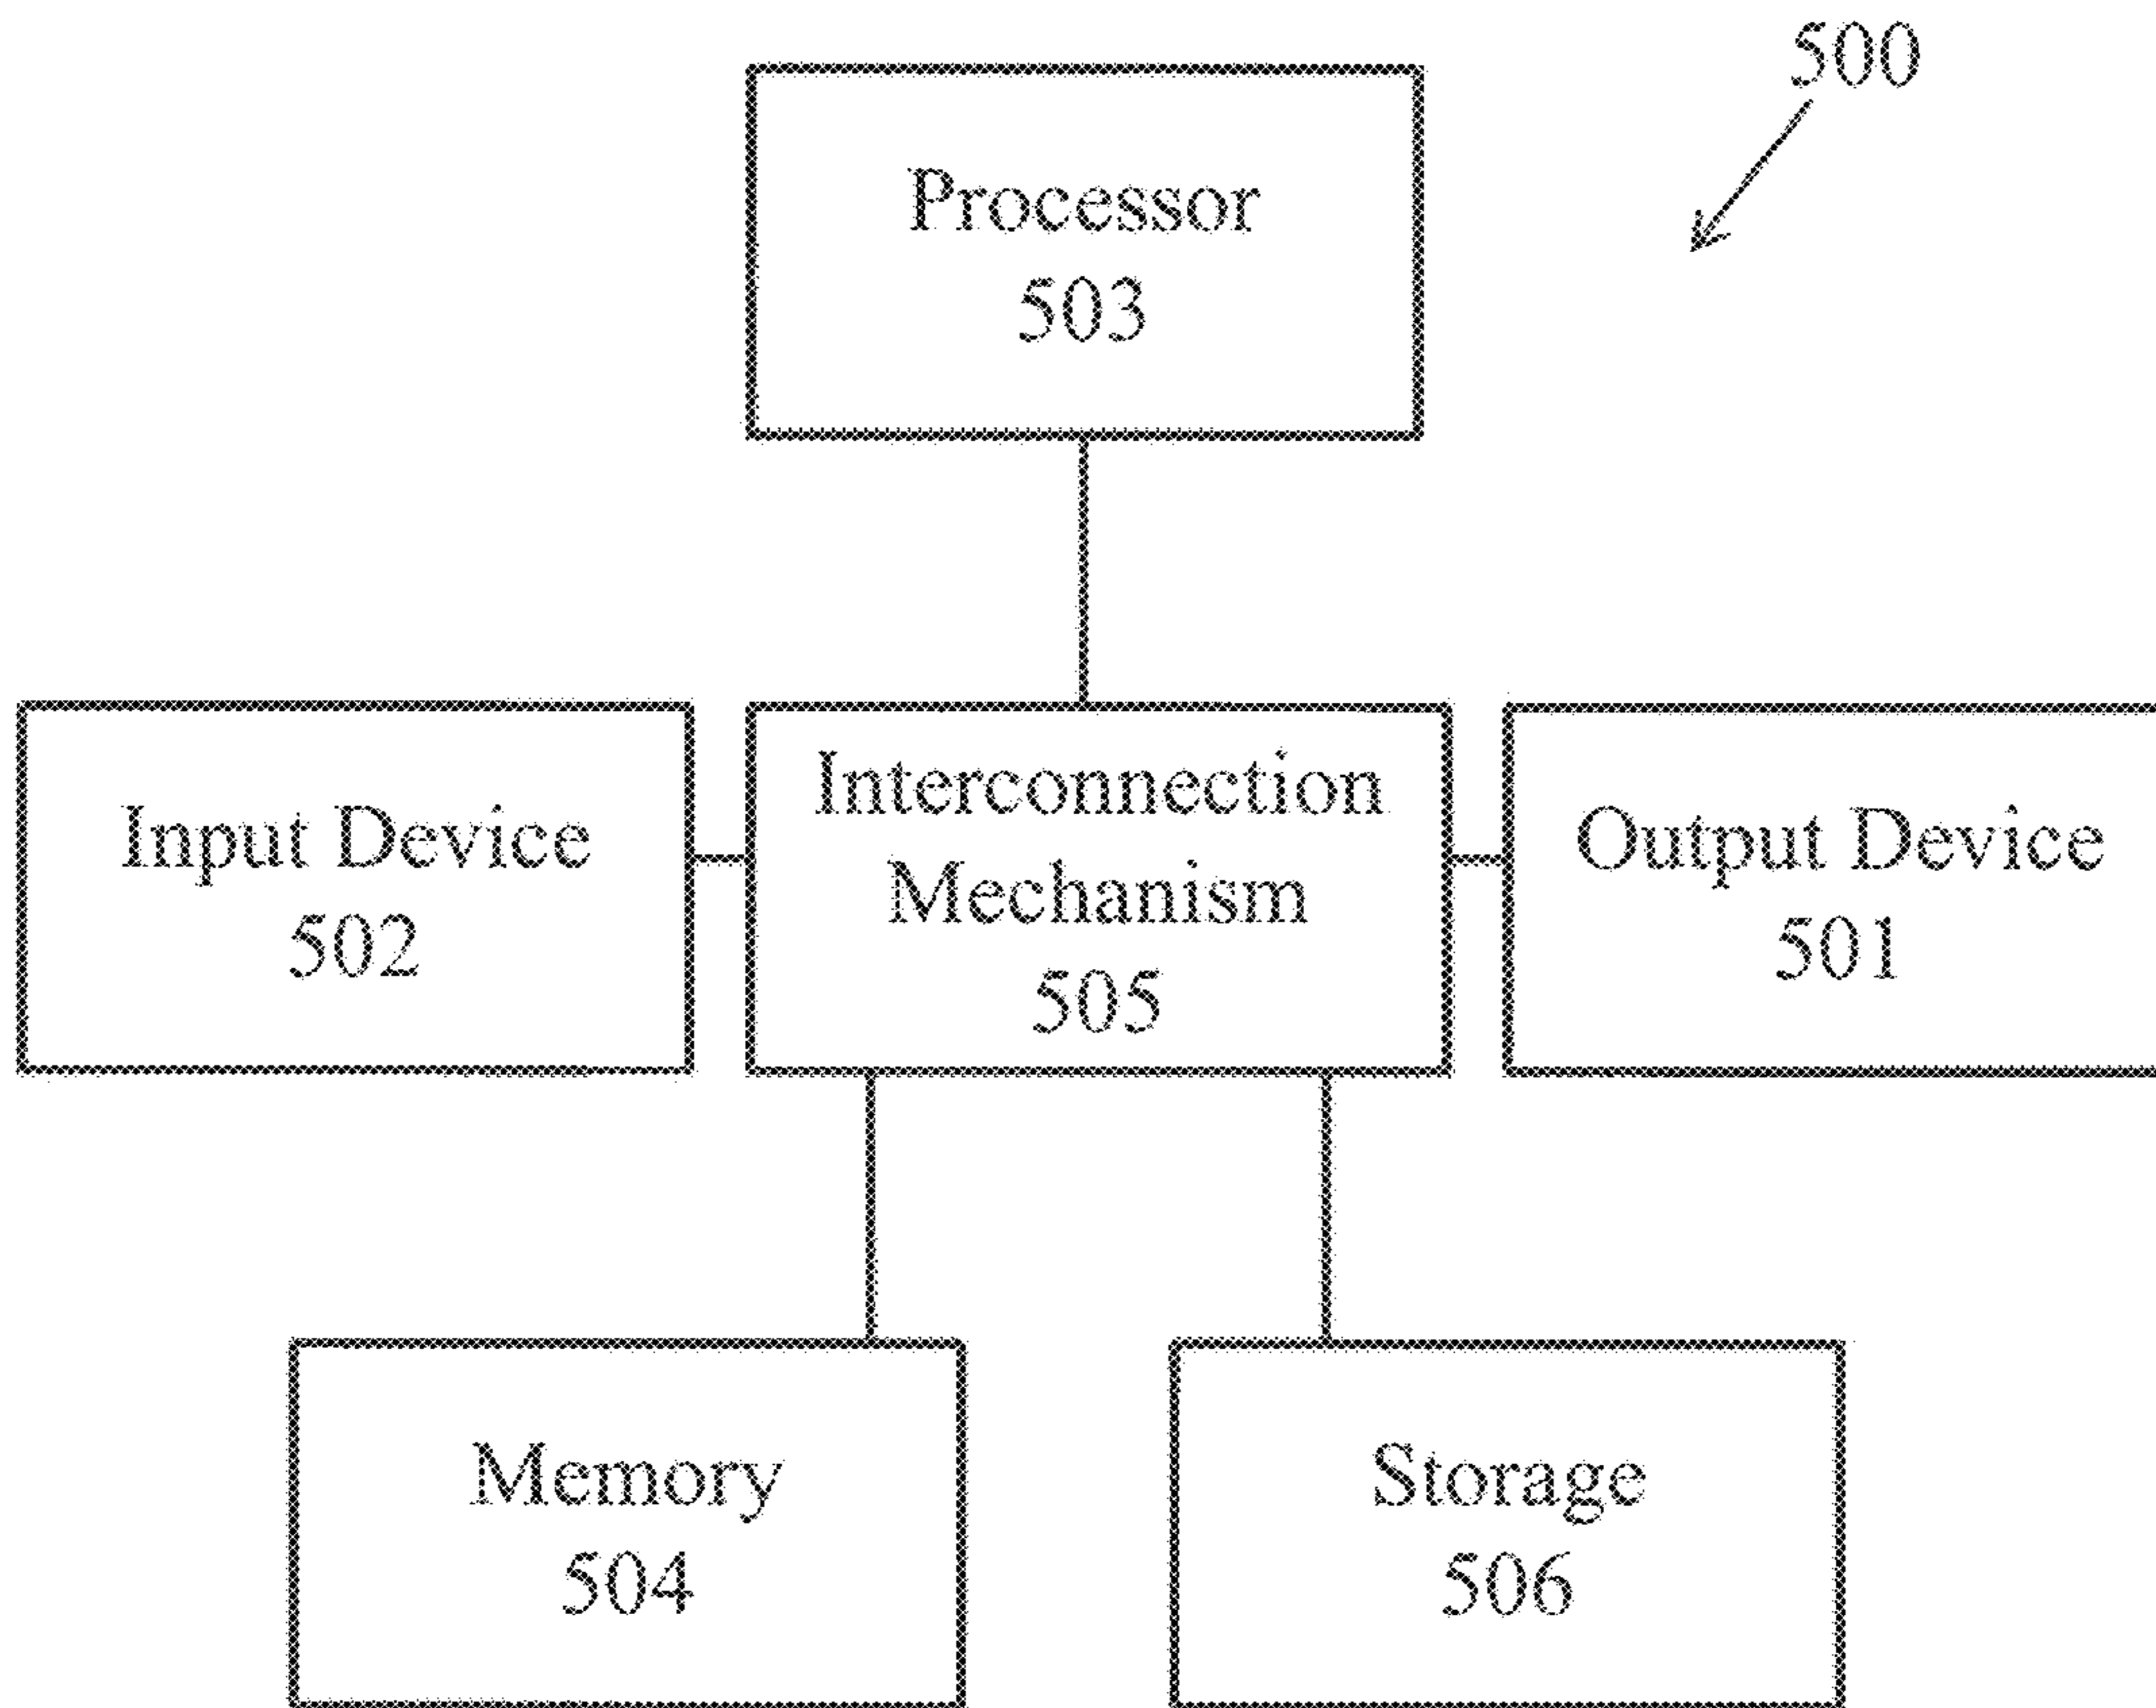 500
Processor
503
Input Device
502
Interconnection
Mechanism
505
Output Device
501
Memory
504
Storage
506